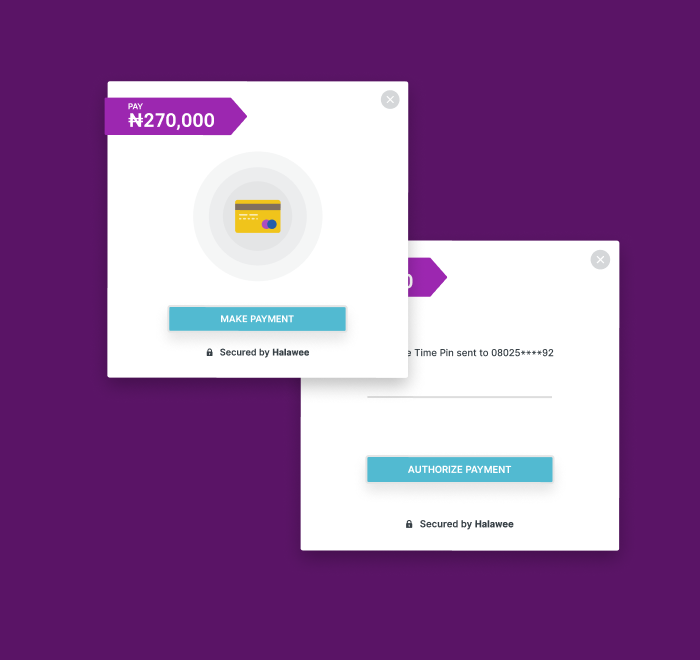 PAY
₦270,000
MAKE PAYMENT
Secured by Halawee
0
e Time Pin sent to 08025****92
AUTHORIZE PAYMENT
Secured by Halawee